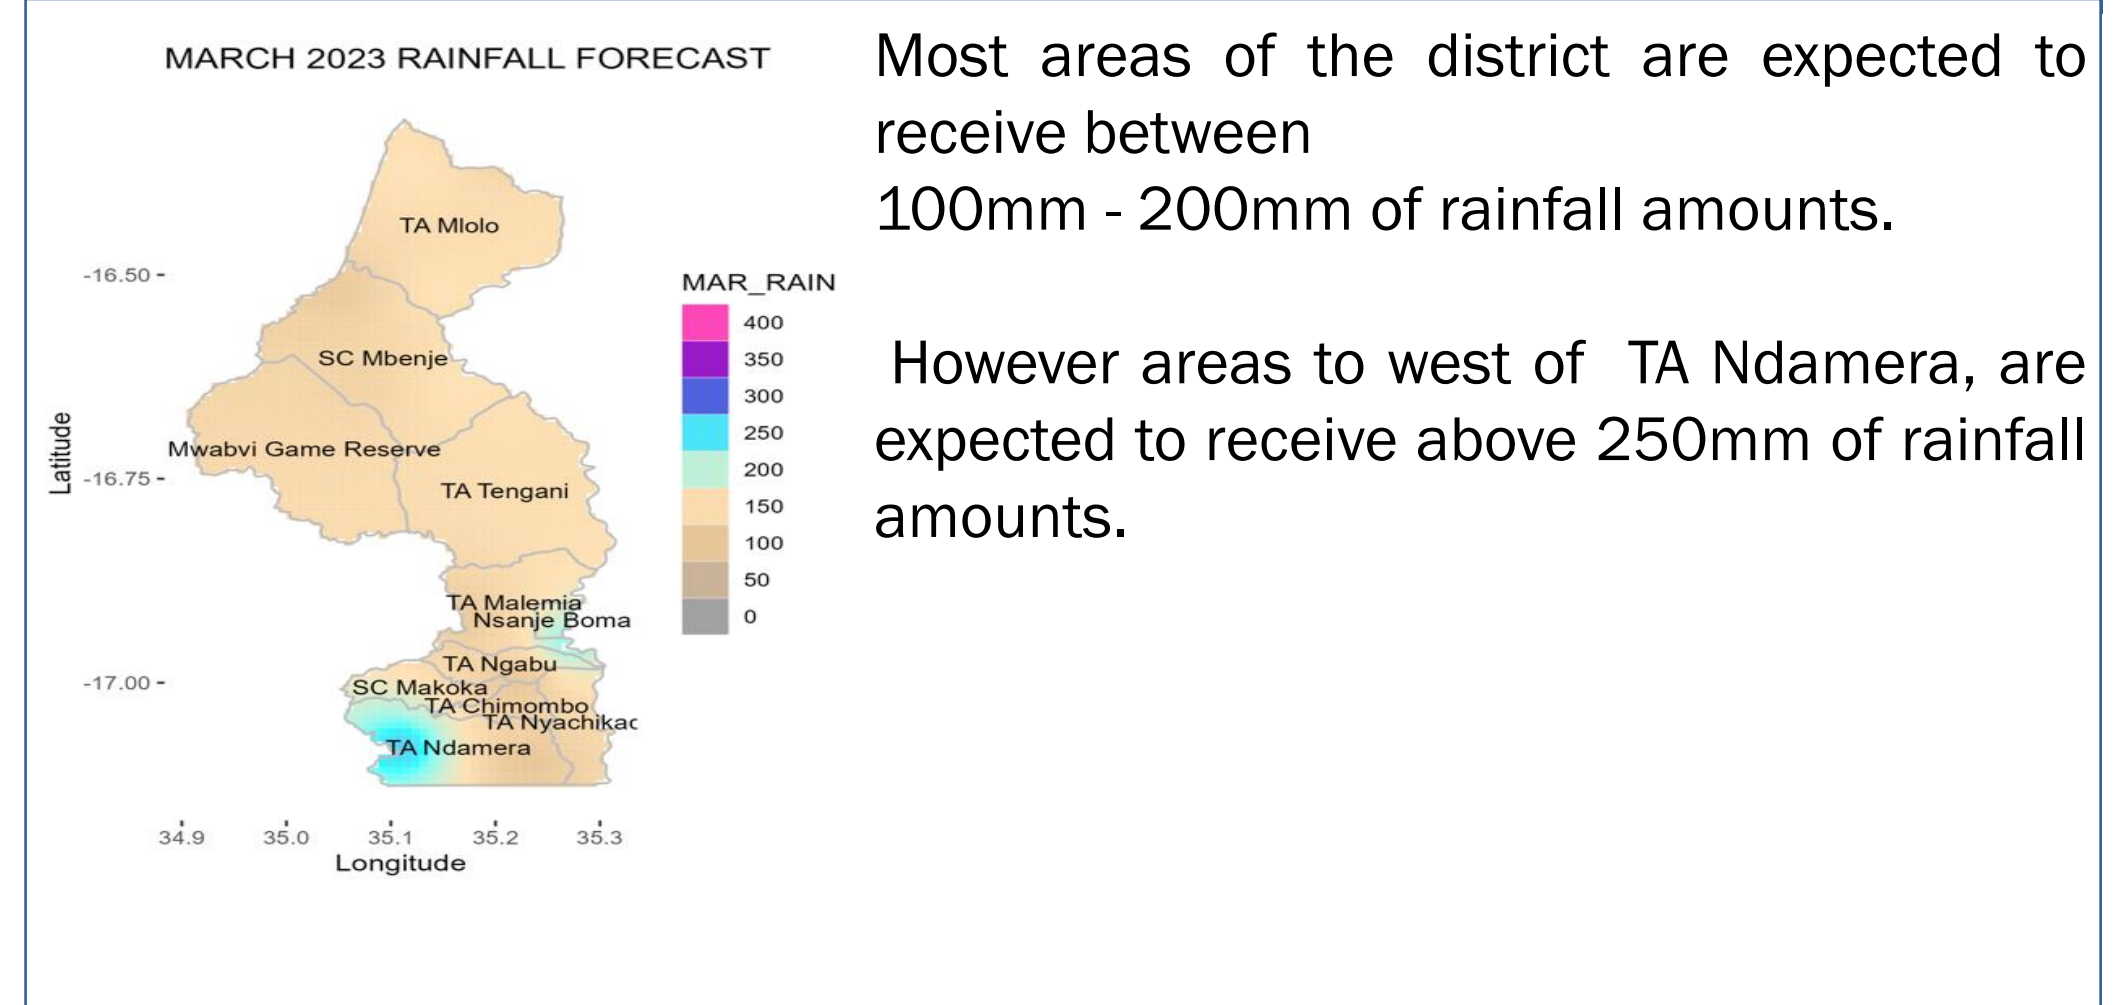 MARCH 2023 RAINFALL FORECAST
TA Mlolo
-16.50
SC Mbenje
Mwabvi Game Reserve
Latitude
-16.75
TA Tengani
TA Malemia
Nsanje Boma
TA Ngabu
-17.00
SC Makoka
TA Chimombo
TA Nyachikac
TA Ndamera
34.9 35.0 35.1 35.2 35.3
Longitude
MAR_RAIN
400
350
300
250
200
150
100
50
0
Most areas of the district are expected to
receive between
100mm - 200mm of rainfall amounts.
However areas to west of TA Ndamera, are
expected to receive above 250mm of rainfall
amounts.